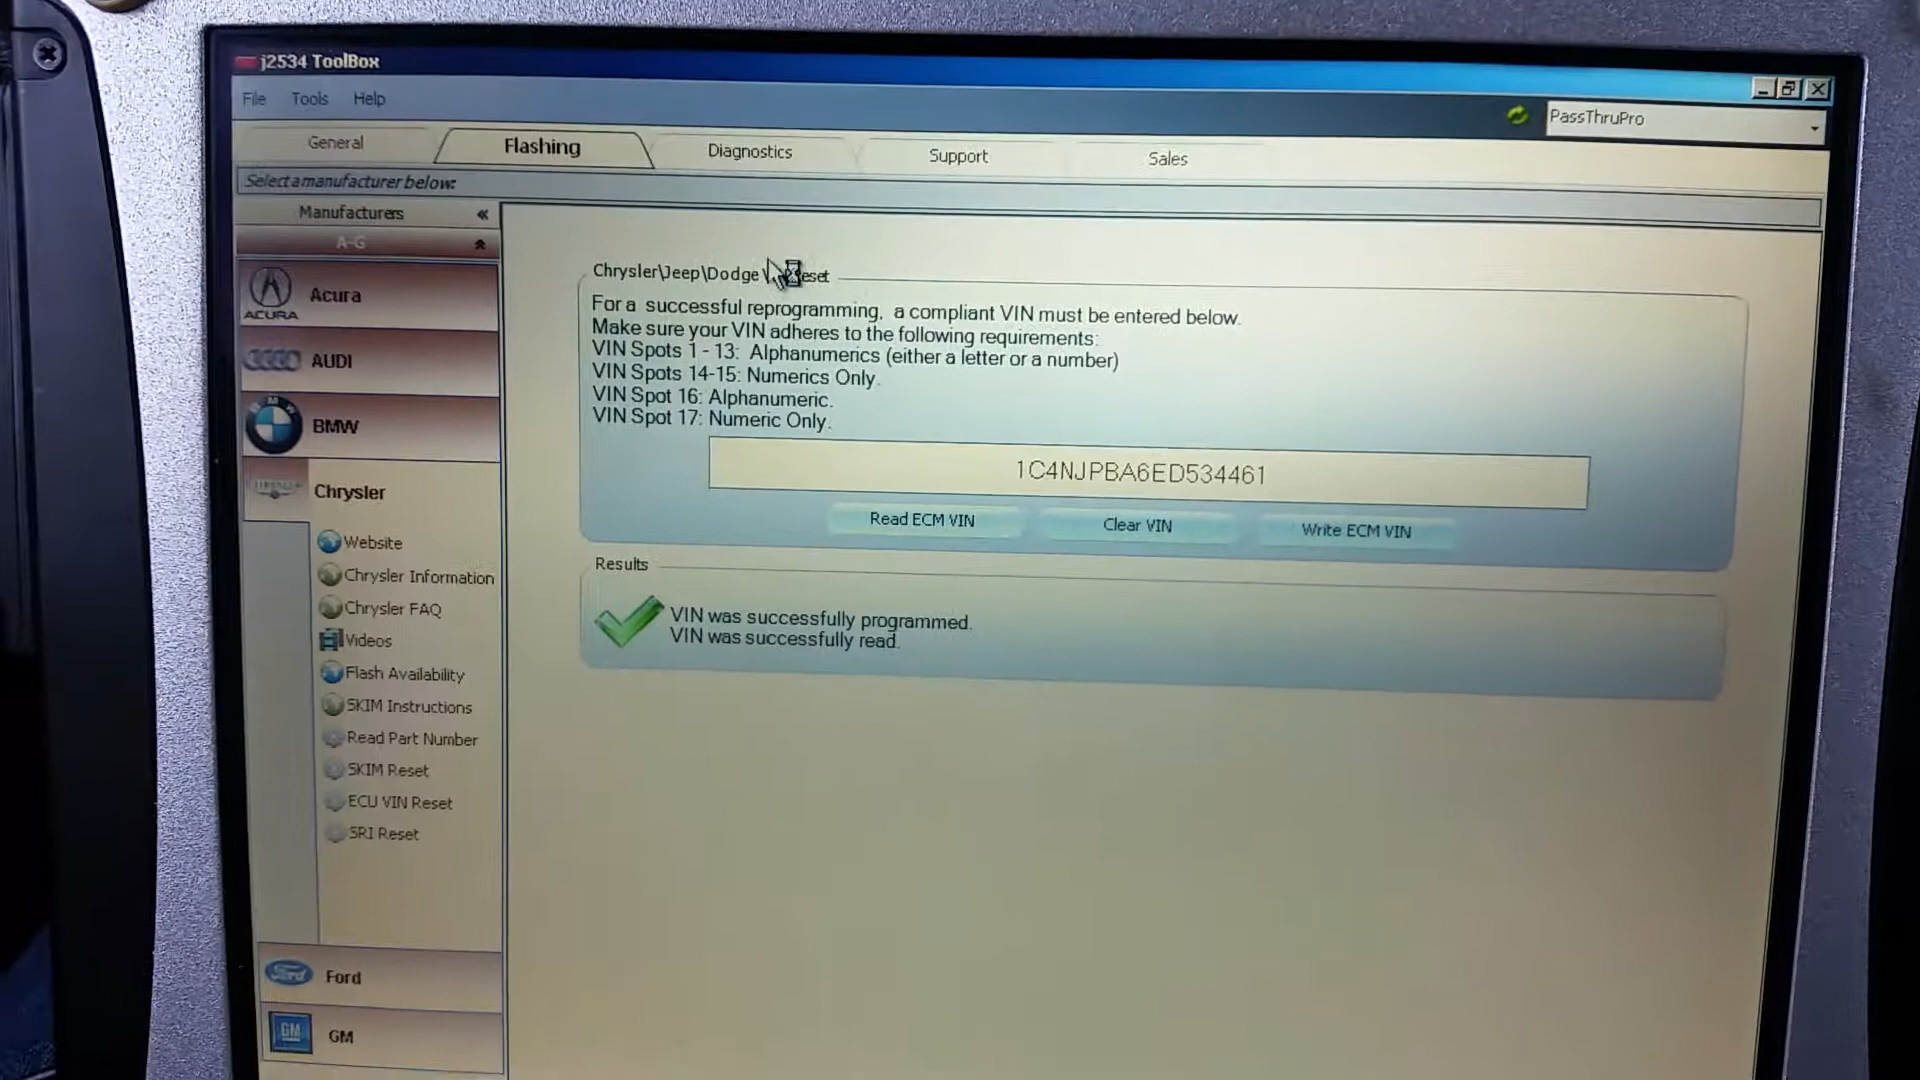 j2534 ToolBox
File Tools Help
PassThruPro
General Flashing Diagnostics Support Sales
Select a manufacturer below:
Manufacturers «
A-G
ACURA Acura
AUDI
BMW BMW
Chrysler
Website
Chrysler Information
Chrysler FAQ
Videos
Flash Availability
SKIM Instructions
Read Part Number
SKIM Reset
ECU VIN Reset
SRI Reset
Ford Ford
GM GM
Chrysler\Jeep\Dodge
For a successful reprogramming, a compliant VIN must be entered below.
Make sure your VIN adheres to the following requirements:
VIN Spots 1 - 13: Alphanumerics (either a letter or a number)
VIN Spots 14-15: Numerics Only.
VIN Spot 16: Alphanumeric.
VIN Spot 17: Numeric Only.
1C4NJPBA6ED534461
Read ECM VIN Clear VIN Write ECM VIN
Results
VIN was successfully programmed.
VIN was successfully read.